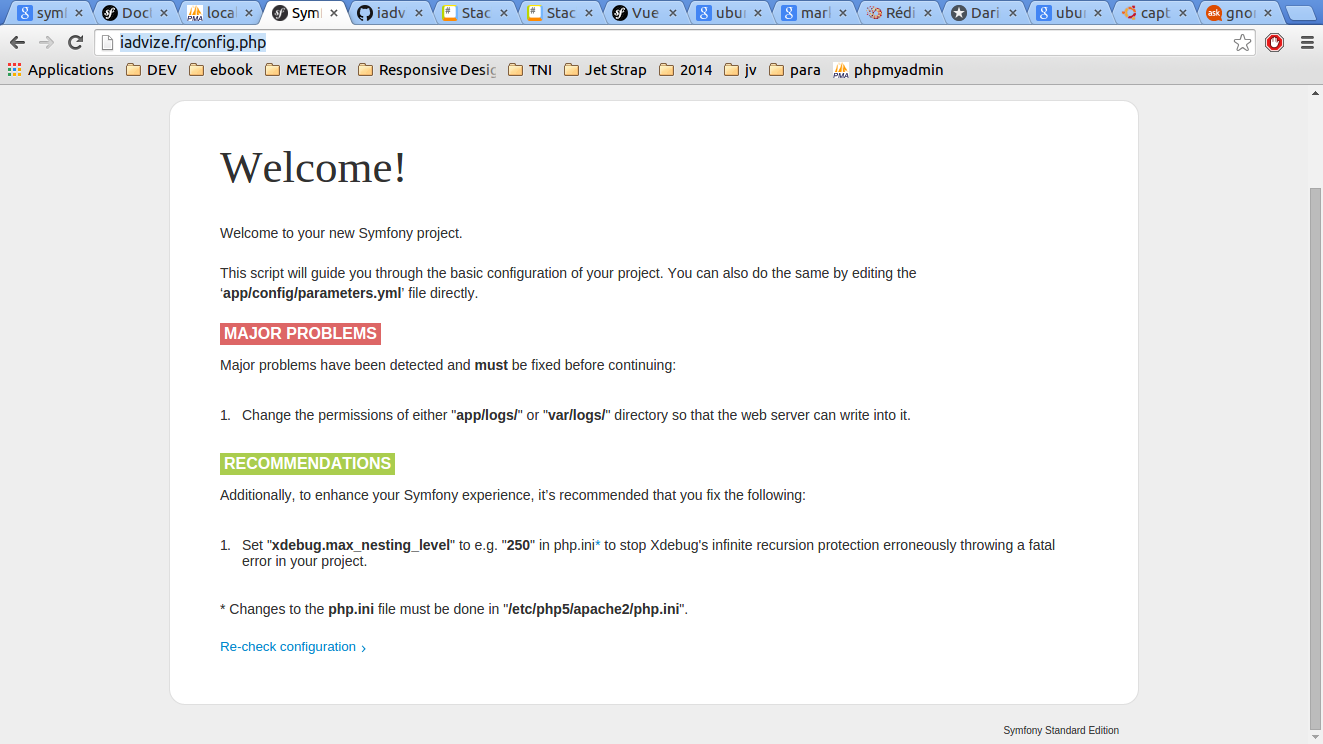 syml Doct local Symf iadv Stac Stac Vue ubur marl Rédi Dari ubur capt gnor
iadvize.fr/config.php
Applications DEV ebook METEOR Responsive Desig TNI Jet Strap 2014 jv para phpmyadmin
Welcome!
Welcome to your new Symfony project.
This script will guide you through the basic configuration of your project. You can also do the same by editing the
‘app/config/parameters.yml’ file directly.
MAJOR PROBLEMS
Major problems have been detected and must be fixed before continuing:
1. Change the permissions of either "app/logs/" or "var/logs/" directory so that the web server can write into it.
RECOMMENDATIONS
Additionally, to enhance your Symfony experience, it’s recommended that you fix the following:
1. Set "xdebug.max_nesting_level" to e.g. "250" in php.ini* to stop Xdebug's infinite recursion protection erroneously throwing a fatal
error in your project.
* Changes to the php.ini file must be done in "/etc/php5/apache2/php.ini".
Re-check configuration ›
Symfony Standard Edition